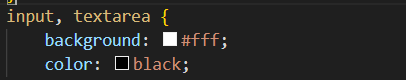 input, textarea {
background: #fff;
color: black;